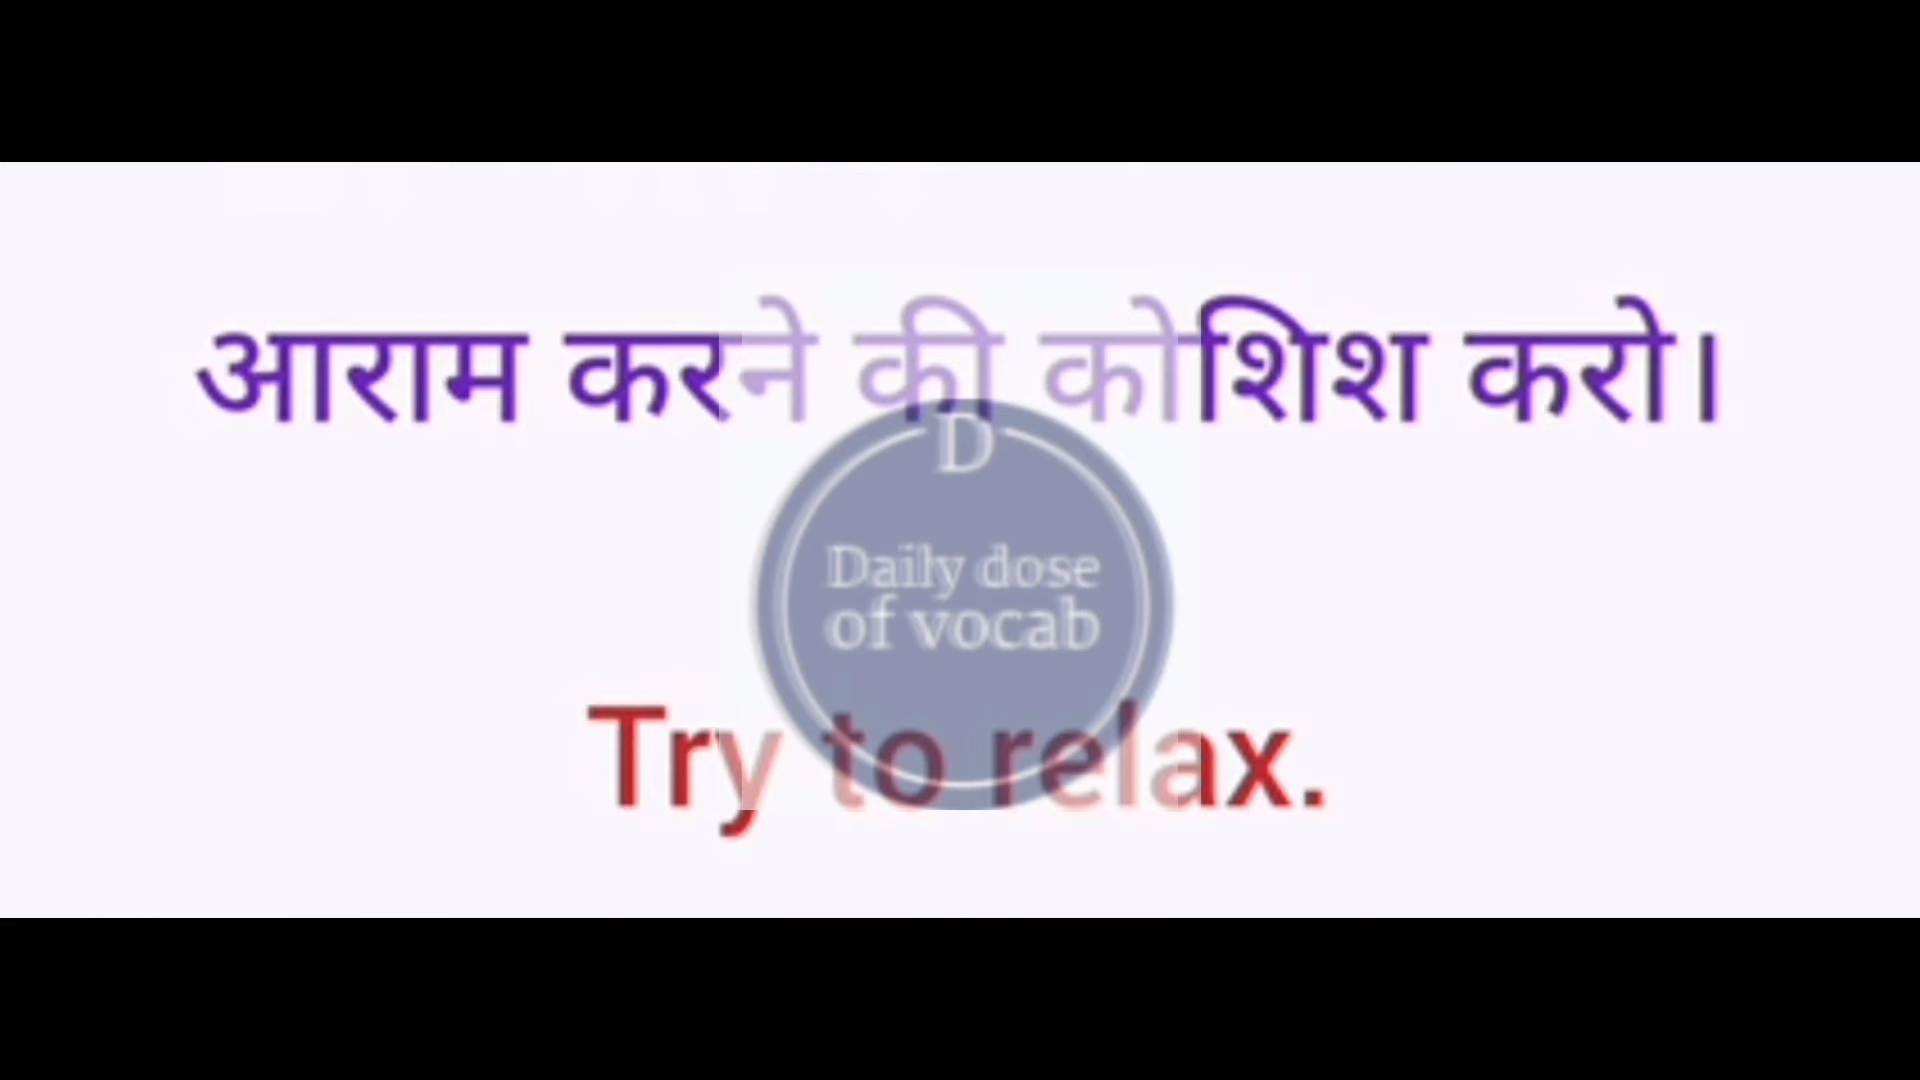 आराम करने की कोशिश करो।
D
Daily dose
of vocab
Try to relax.